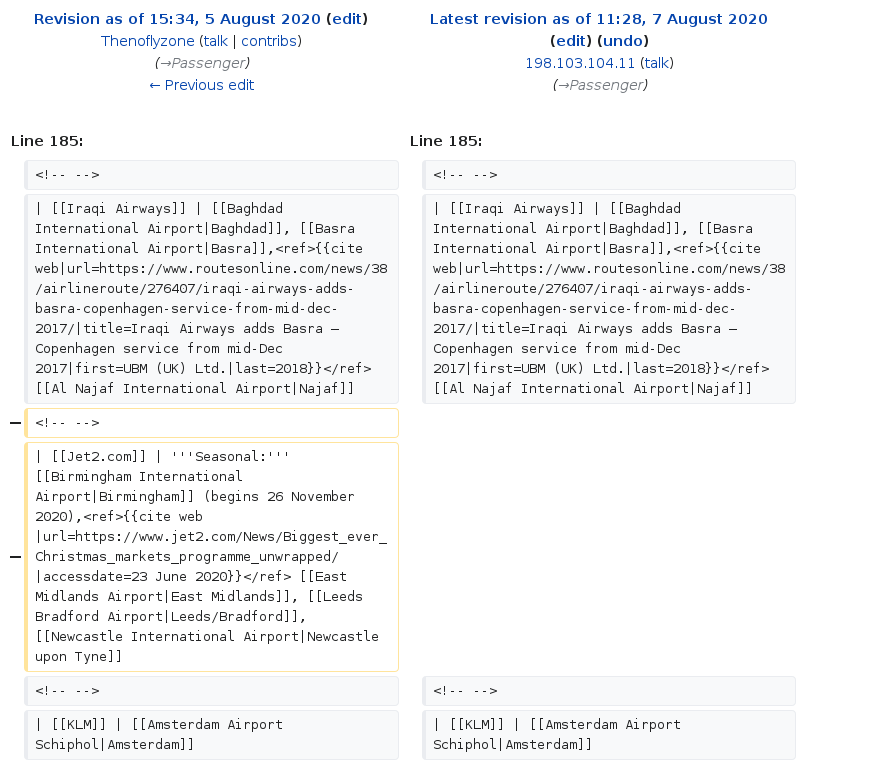 Revision as of 15:34, 5 August 2020 (edit)
Thenoflyzone (talk | contribs)
(→Passenger)
← Previous edit
Latest revision as of 11:28, 7 August 2020
(edit) (undo)
198.103.104.11 (talk)
(→Passenger)
Line 185:
Line 185:
<!-- -->
<!-- -->
| [[Iraqi Airways]] | [[Baghdad
International Airport|Baghdad]], [[Basra
International Airport|Basra]],<ref>{{cite
web|url=https://www.routesonline.com/news/38
/airlineroute/276407/iraqi-airways-adds-
basra-copenhagen-service-from-mid-dec-
2017/|title=Iraqi Airways adds Basra –
Copenhagen service from mid-Dec
2017|first=UBM (UK) Ltd.|last=2018}}</ref>
[[Al Najaf International Airport|Najaf]]
| [[Iraqi Airways]] | [[Baghdad
International Airport|Baghdad]], [[Basra
International Airport|Basra]],<ref>{{cite
web|url=https://www.routesonline.com/news/38
/airlineroute/276407/iraqi-airways-adds-
basra-copenhagen-service-from-mid-dec-
2017/|title=Iraqi Airways adds Basra –
Copenhagen service from mid-Dec
2017|first=UBM (UK) Ltd.|last=2018}}</ref>
[[Al Najaf International Airport|Najaf]]
− <!-- -->
− | [[Jet2.com]] | '''Seasonal:'''
[[Birmingham International
Airport|Birmingham]] (begins 26 November
2020),<ref>{{cite web
|url=https://www.jet2.com/News/Biggest_ever_
Christmas_markets_programme_unwrapped/
|accessdate=23 June 2020}}</ref> [[East
Midlands Airport|East Midlands]], [[Leeds
Bradford Airport|Leeds/Bradford]],
[[Newcastle International Airport|Newcastle
upon Tyne]]
<!-- -->
<!-- -->
| [[KLM]] | [[Amsterdam Airport
Schiphol|Amsterdam]]
| [[KLM]] | [[Amsterdam Airport
Schiphol|Amsterdam]]